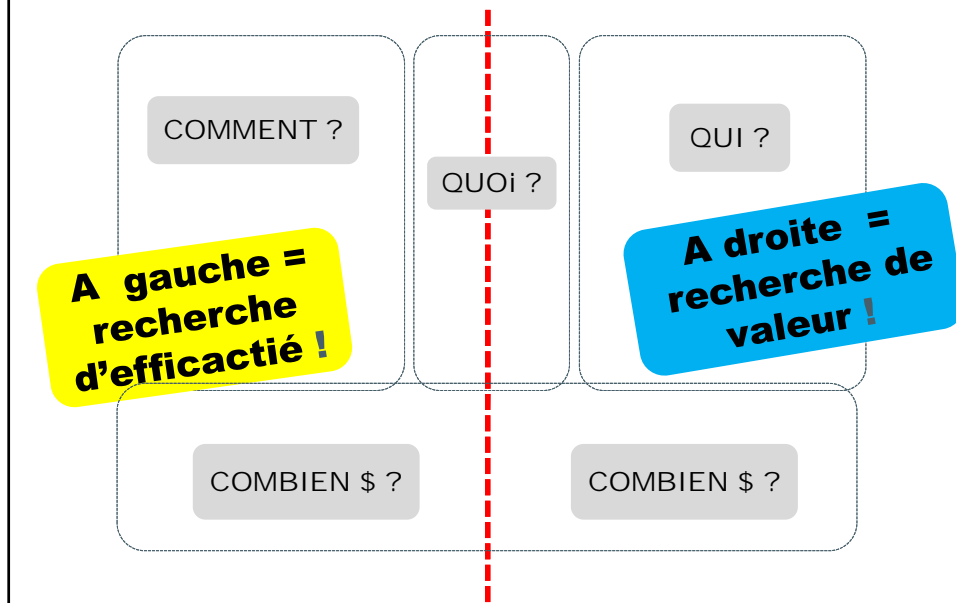 COMMENT ?
QUOi ?
QUI ?
A gauche =
recherche
d'efficactié !
A droite =
recherche de
valeur !
COMBIEN $ ?
COMBIEN $ ?